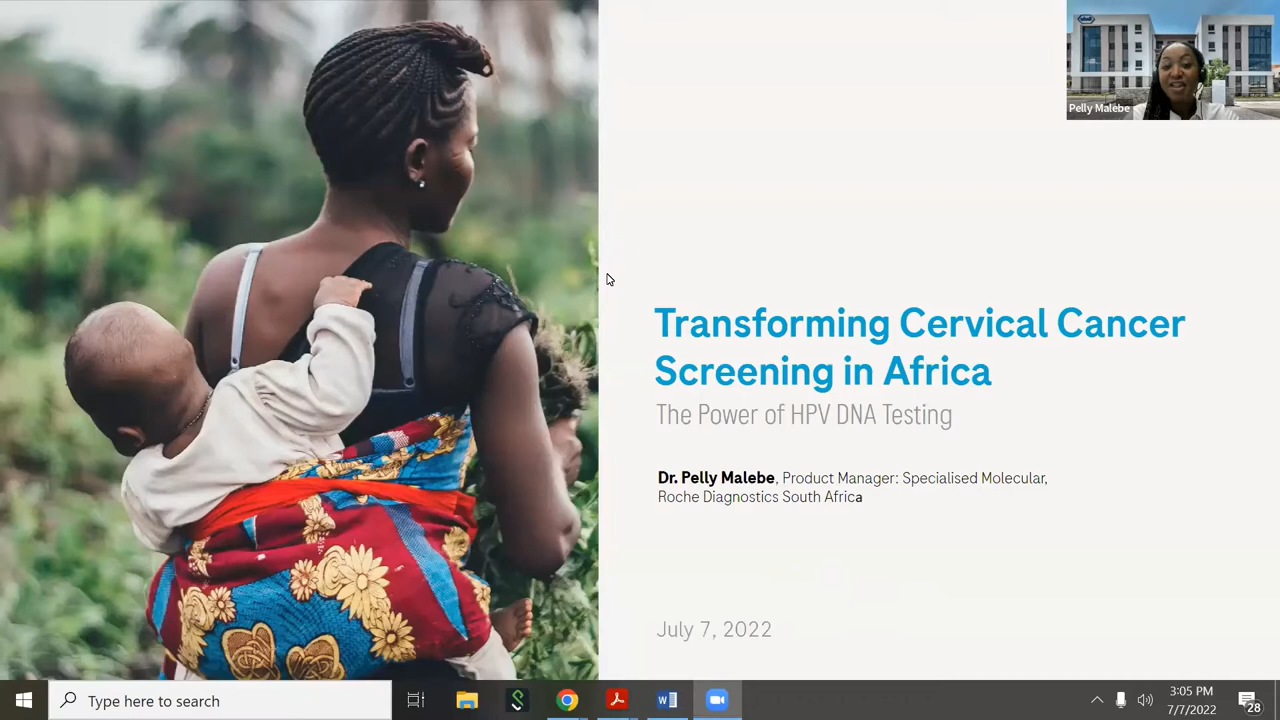 Pelly Malebe
Transforming Cervical Cancer
Screening in Africa
The Power of HPV DNA Testing
Dr. Pelly Malebe, Product Manager: Specialised Molecular,
Roche Diagnostics South Africa
July 7, 2022
Type here to search
3:05 PM
7/7/2022
28